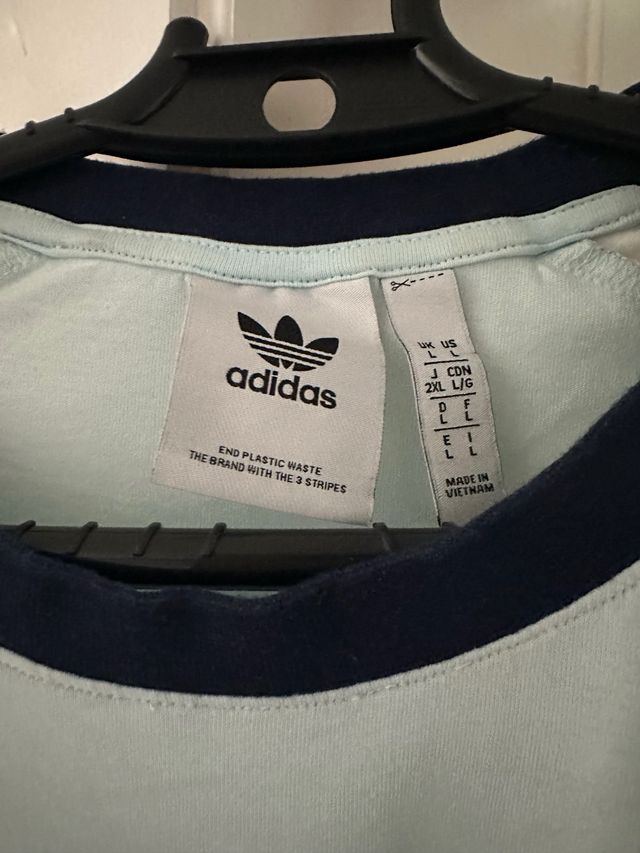 adidas
END PLASTIC WASTE
THE BRAND WITH THE 3 STRIPES
UK US
L L
J CDN
2XL L/G
D F
L L
E I
L L
MADE IN
VIETNAM